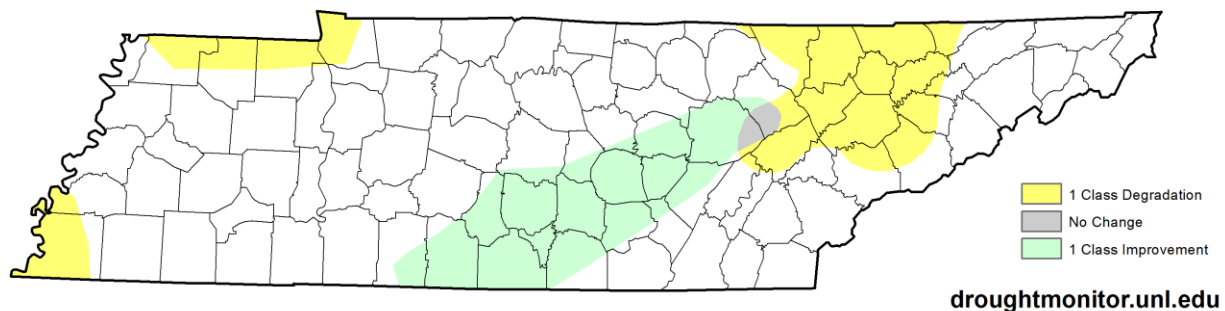 1 Class Degradation
No Change
1 Class Improvement
droughtmonitor.unl.edu